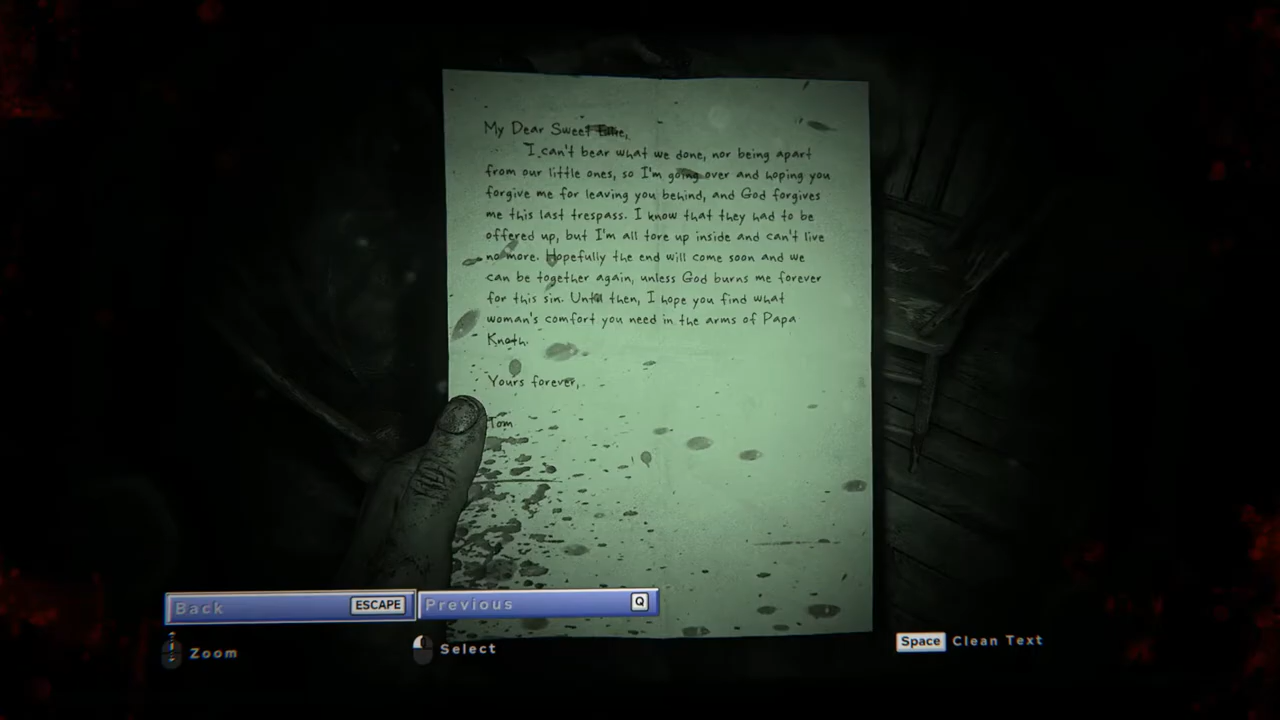 My Dear Sweet
I can't bear what we done, nor being apart
from our little ones, so I'm going over and hoping you
forgive me for leaving you behind, and God forgives
me this last trespass. I know that they had to be
offered up, but I'm all tore up inside and can't live
no more. Hopefully the end will come soon and we
can be together again, unless God burns me forever
for this sin. Until then, I hope you find what
woman's comfort you need in the arms of Papa
Knoth.
Yours forever,
Tom
Back ESCAPE Previous Q
Zoom Select Space Clean Text